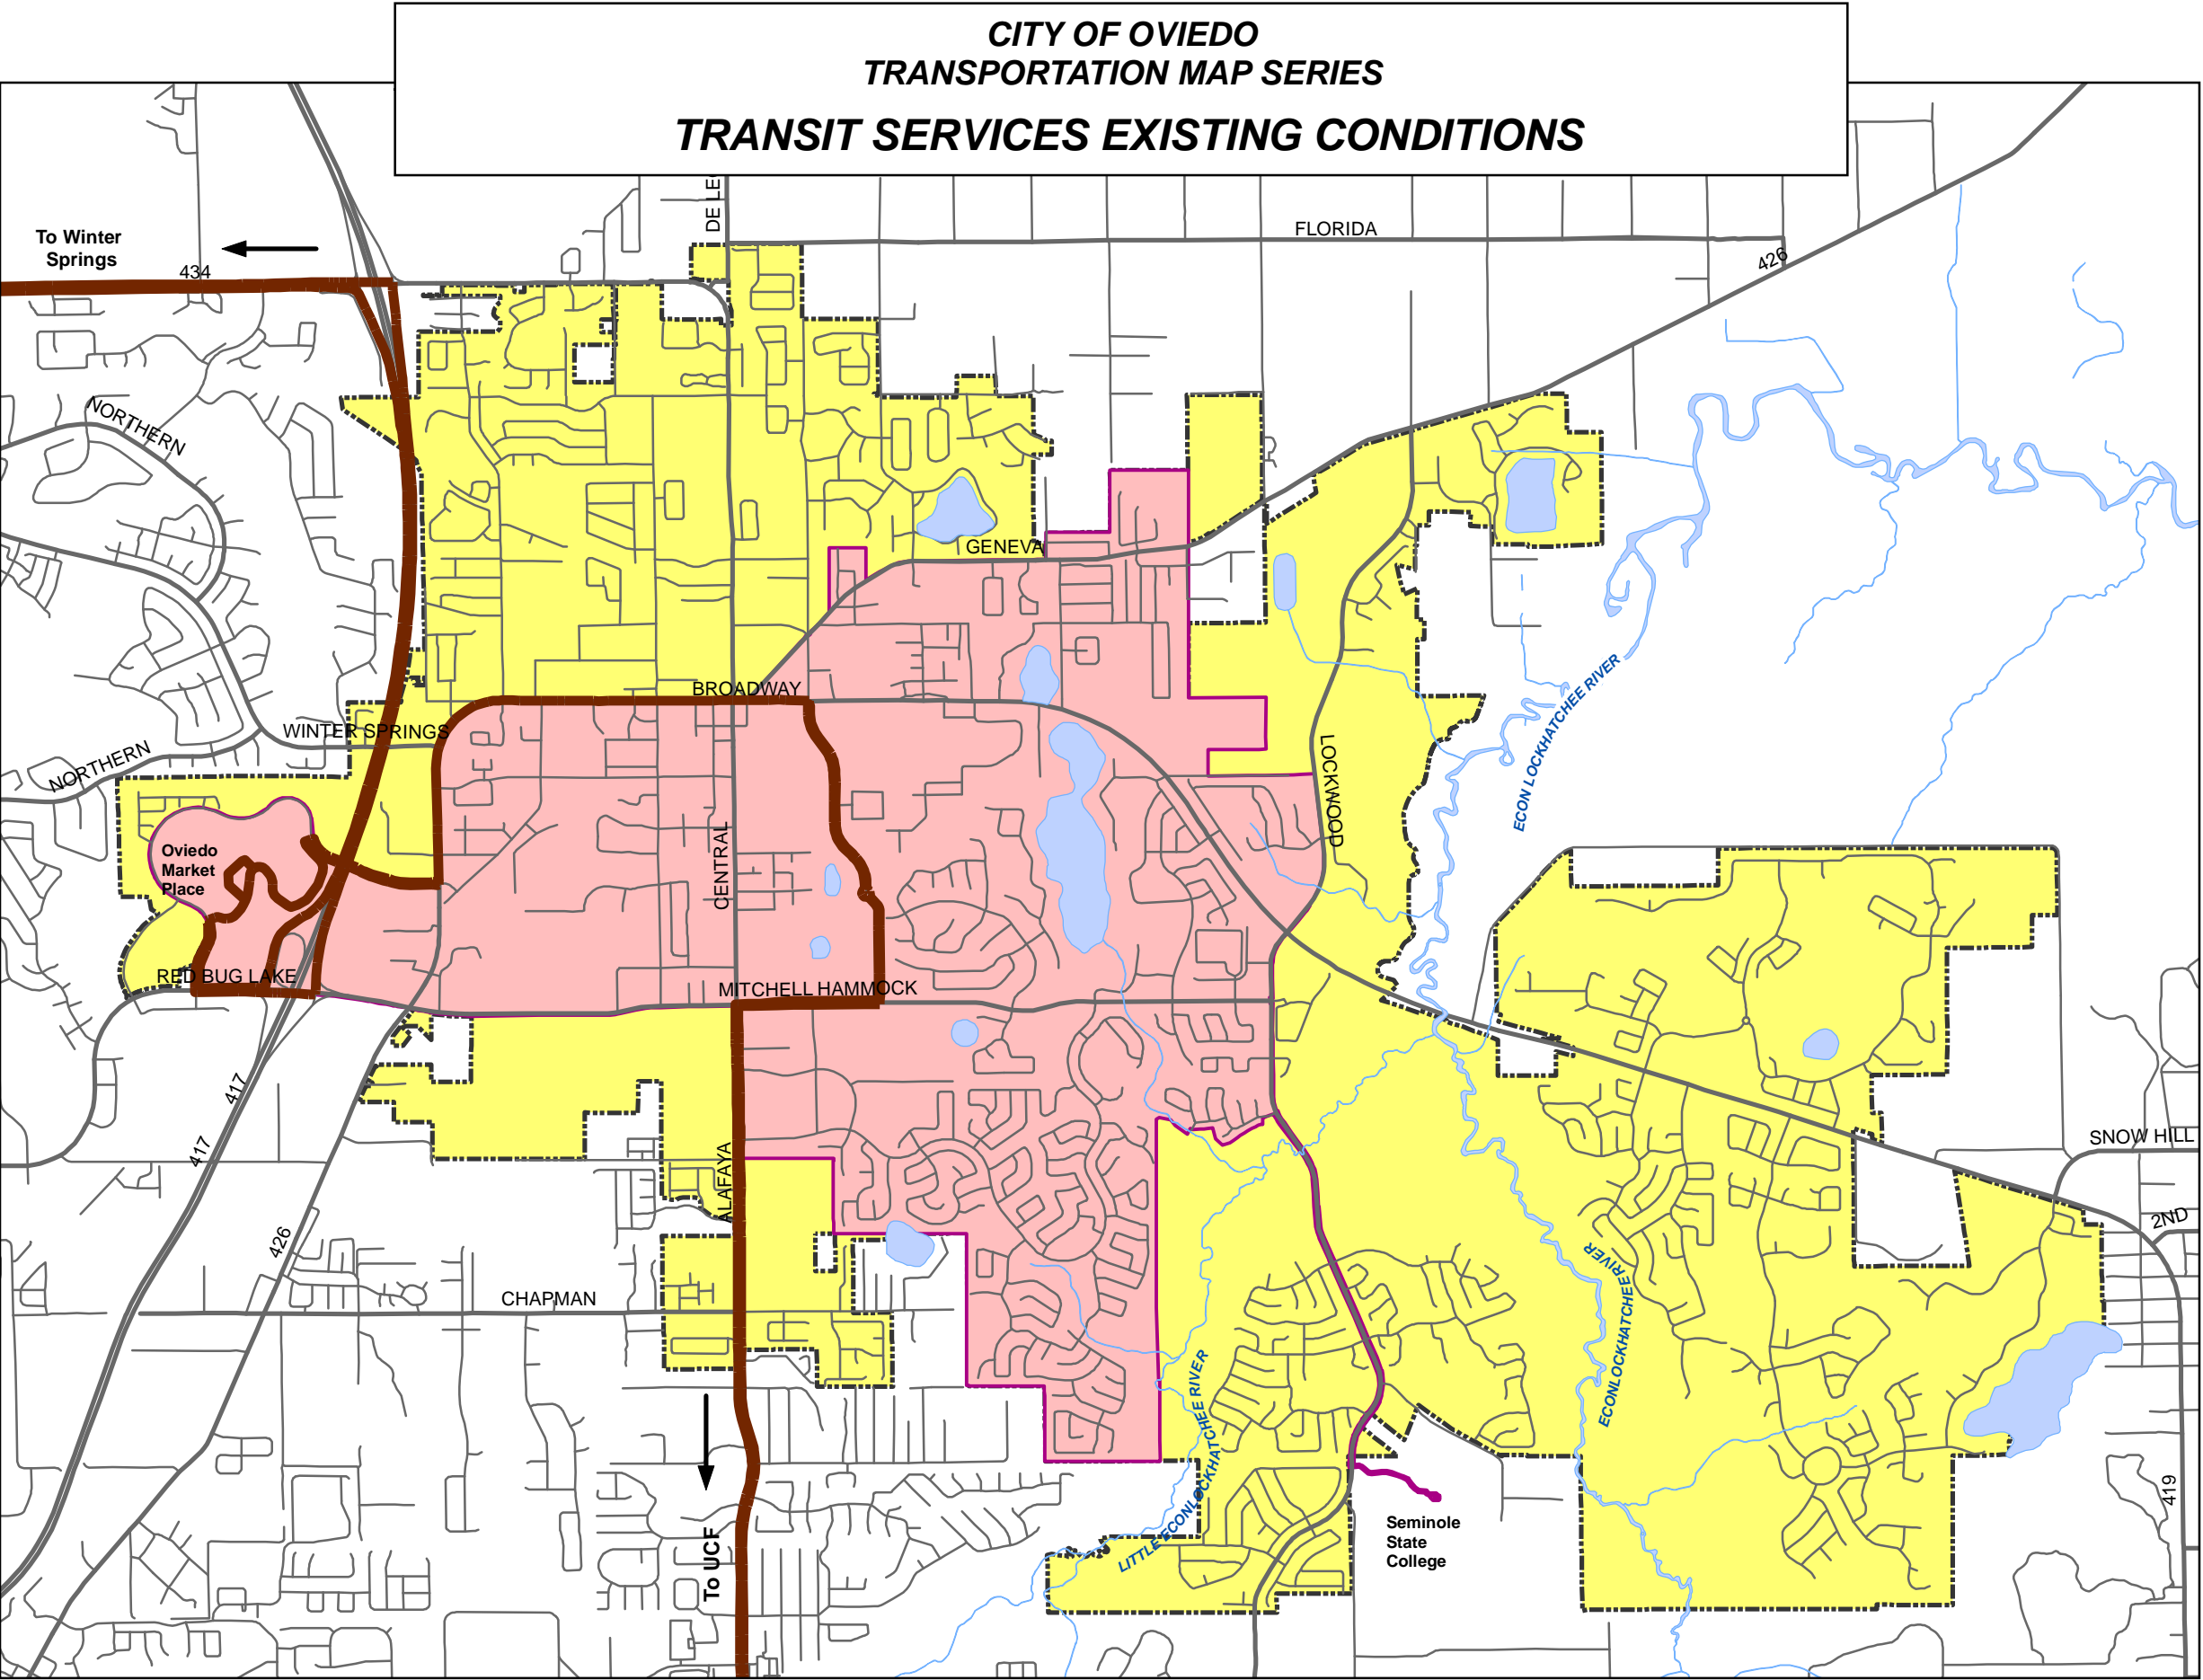 CITY OF OVIEDO
TRANSPORTATION MAP SERIES
TRANSIT SERVICES EXISTING CONDITIONS
DE LEO
FLORIDA
To Winter
Springs
434
426
NORTHERN
GENEVA
BROADWAY
WINTER SPRINGS
NORTHERN
LOCKWOOD
ECON LOCKHATCHEE RIVER
Oviedo
Market
Place
CENTRAL
RED BUG LAKE
MITCHELL HAMMOCK
417
417
426
ALAFAYA
SNOW HILL
2ND
CHAPMAN
ECONLOCKHATCHEE RIVER
LITTLE ECONLOCKHATCHEE RIVER
To UCF
Seminole
State
College
419